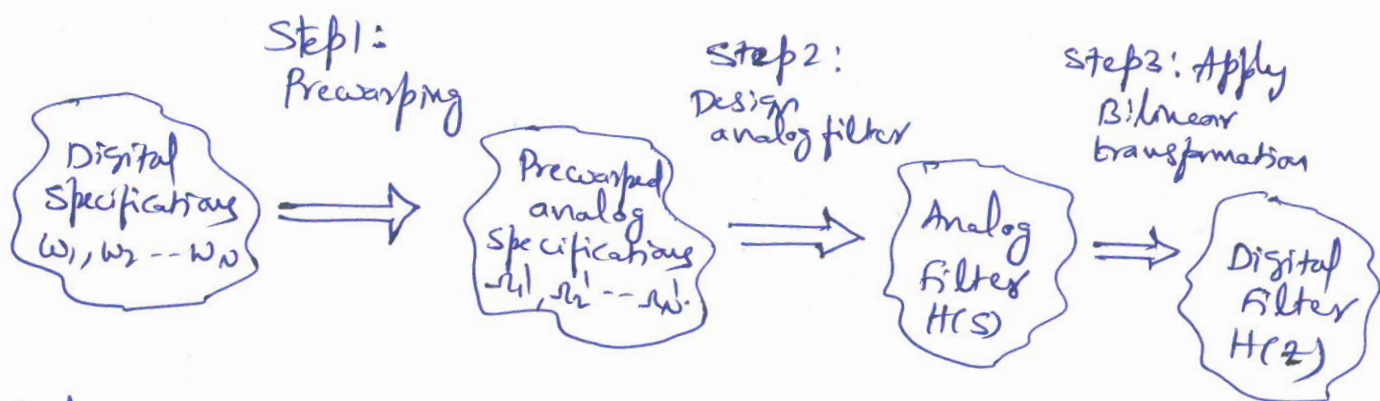 Step1:
Prewarping
Step2:
Design
analog filter
Step3: Apply
Bilinear
transformation
Digital
Specifications
ω1, ω2 -- ωN
Prewarped
analog
Specifications
Ω1', Ω2' -- ΩN'.
Analog
Filter
H(S)
Digital
Filter
H(Z)